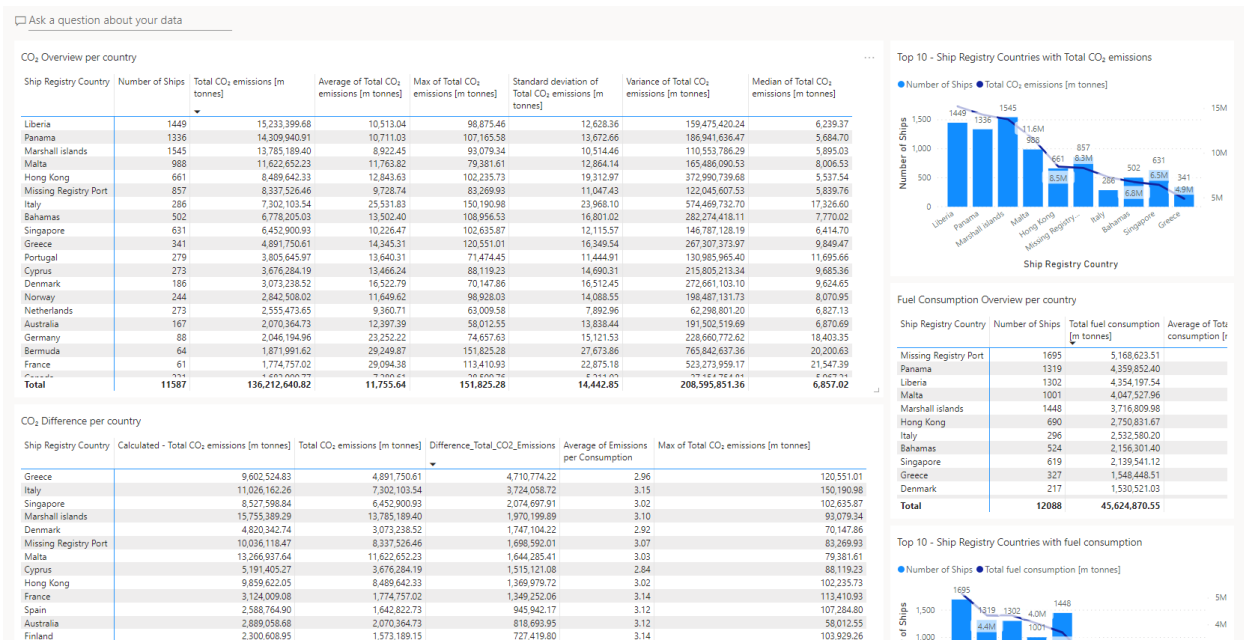 Ask a question about your data
CO₂ Overview per country
Ship Registry Country Number of Ships Total CO₂ emissions [m tonnes] Average of Total CO₂ emissions [m tonnes] Max of Total CO₂ emissions [m tonnes] Standard deviation of Total CO₂ emissions [m tonnes] Variance of Total CO₂ emissions [m tonnes] Median of Total CO₂ emissions [m tonnes]
Liberia 1449 15,233,399.68 10,513.04 98,875.46 12,628.36 159,475,420.24 6,239.37
Panama 1336 14,309,940.91 10,711.03 107,165.58 13,672.66 186,941,636.47 5,684.70
Marshall islands 1545 13,785,189.40 8,922.45 93,079.34 10,514.46 110,553,786.29 5,895.03
Malta 988 11,622,652.23 11,763.82 79,381.61 12,864.14 165,486,090.53 8,006.53
Hong Kong 661 8,489,642.33 12,843.63 102,235.73 19,312.97 372,990,739.68 5,537.54
Missing Registry Port 857 8,337,526.46 9,728.74 83,269.93 11,047.43 122,045,607.53 5,839.76
Italy 286 7,302,103.54 25,531.83 150,190.98 23,968.10 574,469,732.70 17,326.60
Bahamas 502 6,778,205.03 13,502.40 108,956.53 16,801.02 282,274,418.11 7,770.02
Singapore 631 6,452,900.93 10,226.47 102,635.87 12,115.57 146,787,128.19 6,414.70
Greece 341 4,891,750.61 14,345.31 120,551.01 16,349.54 267,307,373.97 9,849.47
Portugal 279 3,805,645.97 13,640.31 71,474.45 11,444.91 130,985,965.40 11,695.66
Cyprus 273 3,676,284.19 13,466.24 88,119.23 14,690.31 215,805,213.34 9,685.36
Denmark 186 3,073,238.52 16,522.79 70,147.86 16,512.45 272,661,103.10 9,624.65
Norway 244 2,842,508.02 11,649.62 98,928.03 14,088.55 198,487,131.73 8,070.95
Netherlands 273 2,555,473.65 9,360.71 63,009.58 7,892.96 62,298,801.20 6,827.13
Australia 167 2,070,364.73 12,397.39 58,012.55 13,838.44 191,502,519.69 6,870.69
Germany 88 2,046,194.96 23,252.22 74,657.63 15,121.53 228,660,772.62 18,403.35
Bermuda 64 1,871,991.62 29,249.87 151,825.28 27,673.86 765,842,637.36 20,200.63
France 61 1,774,757.02 29,094.38 113,410.93 22,875.18 523,273,959.17 21,547.39
Total 11587 136,212,640.82 11,755.64 151,825.28 14,442.85 208,595,851.36 6,857.02
CO₂ Difference per country
Ship Registry Country Calculated - Total CO₂ emissions [m tonnes] Total CO₂ emissions [m tonnes] Difference_Total_CO2_Emissions Average of Emissions per Consumption Max of Total CO₂ emissions [m tonnes]
Greece 9,602,524.83 4,891,750.61 4,710,774.22 2.96 120,551.01
Italy 11,026,162.26 7,302,103.54 3,724,058.72 3.15 150,190.98
Singapore 8,527,598.84 6,452,900.93 2,074,697.91 3.02 102,635.87
Marshall islands 15,755,389.29 13,785,189.40 1,970,199.89 3.10 93,079.34
Denmark 4,820,342.74 3,073,238.52 1,747,104.22 2.92 70,147.86
Missing Registry Port 10,036,118.47 8,337,526.46 1,698,592.01 3.07 83,269.93
Malta 13,266,937.64 11,622,652.23 1,644,285.41 3.03 79,381.61
Cyprus 5,191,405.27 3,676,284.19 1,515,121.08 2.84 88,119.23
Hong Kong 9,859,622.05 8,489,642.33 1,369,979.72 3.02 102,235.73
France 3,124,009.08 1,774,757.02 1,349,252.06 3.14 113,410.93
Spain 2,588,764.90 1,642,822.73 945,942.17 3.12 107,284.80
Australia 2,889,058.68 2,070,364.73 818,693.95 3.12 58,012.55
Finland 2,300,608.95 1,573,189.15 727,419.80 3.14 103,929.26
Top 10 - Ship Registry Countries with Total CO₂ emissions
Number of Ships Total CO₂ emissions [m tonnes]
Number of Ships
1,500
1,000
500
0
15M
10M
5M
1449 1336 1545 988 661 857 286 502 631 341
11.6M 8.5M 8.3M 6.8M 6.5M 4.9M
Liberia Panama Marshall islands Malta Hong Kong Missing Registry... Italy Bahamas Singapore Greece
Ship Registry Country
Fuel Consumption Overview per country
Ship Registry Country Number of Ships Total fuel consumption [m tonnes] Average of Tota consumption [r
Missing Registry Port 1695 5,168,623.51
Panama 1319 4,359,852.40
Liberia 1302 4,354,197.54
Malta 1001 4,047,527.96
Marshall islands 1448 3,716,809.98
Hong Kong 690 2,750,831.67
Italy 296 2,532,580.20
Bahamas 524 2,156,301.40
Singapore 619 2,139,541.12
Greece 327 1,548,448.51
Denmark 217 1,530,521.03
Total 12088 45,624,870.55
Top 10 - Ship Registry Countries with fuel consumption
Number of Ships Total fuel consumption [m tonnes]
of Ships
1,500
1,000
5M
4M
1695 1319 1302 1001 1448
4.4M 4.0M